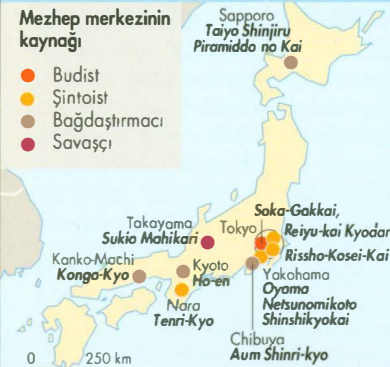 Mezhep merkezinin
kaynağı
Budist
Şintoist
Bağdaştırmacı
Savaşçı
Sapporo
Taiyo Shinjiru
Piramiddo no Kai
Soka-Gakkai,
Takayama
Tokyo
Reiyu-kai Kyodan
Sukio Mahikari
Rissho-Kosei-Kai
Kanko-Machi
Kyoto
Konga-Kyo
Ho-en
Yakohoma
Oyama
Netsunomikoto
Shinshikyokai
Nara
Tenri-Kyo
Chibuya
Aum Shinri-kyo
0 250 km